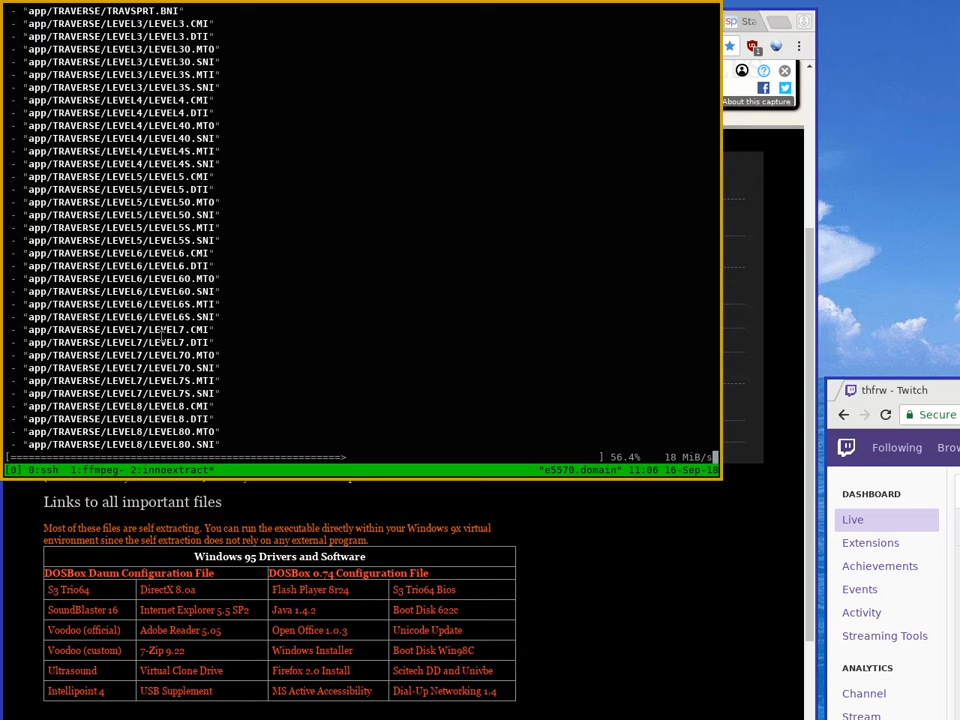 - "app/TRAVERSE/TRAVSPRT.BNI"
- "app/TRAVERSE/LEVEL3/LEVEL3.CMI"
- "app/TRAVERSE/LEVEL3/LEVEL3.DTI"
- "app/TRAVERSE/LEVEL3/LEVEL3O.MTO"
- "app/TRAVERSE/LEVEL3/LEVEL3O.SNI"
- "app/TRAVERSE/LEVEL3/LEVEL3S.MTI"
- "app/TRAVERSE/LEVEL3/LEVEL3S.SNI"
- "app/TRAVERSE/LEVEL4/LEVEL4.CMI"
- "app/TRAVERSE/LEVEL4/LEVEL4.DTI"
- "app/TRAVERSE/LEVEL4/LEVEL4O.MTO"
- "app/TRAVERSE/LEVEL4/LEVEL4O.SNI"
- "app/TRAVERSE/LEVEL4/LEVEL4S.MTI"
- "app/TRAVERSE/LEVEL4/LEVEL4S.SNI"
- "app/TRAVERSE/LEVEL5/LEVEL5.CMI"
- "app/TRAVERSE/LEVEL5/LEVEL5.DTI"
- "app/TRAVERSE/LEVEL5/LEVEL5O.MTO"
- "app/TRAVERSE/LEVEL5/LEVEL5O.SNI"
- "app/TRAVERSE/LEVEL5/LEVEL5S.MTI"
- "app/TRAVERSE/LEVEL5/LEVEL5S.SNI"
- "app/TRAVERSE/LEVEL6/LEVEL6.CMI"
- "app/TRAVERSE/LEVEL6/LEVEL6.DTI"
- "app/TRAVERSE/LEVEL6/LEVEL6O.MTO"
- "app/TRAVERSE/LEVEL6/LEVEL6O.SNI"
- "app/TRAVERSE/LEVEL6/LEVEL6S.MTI"
- "app/TRAVERSE/LEVEL6/LEVEL6S.SNI"
- "app/TRAVERSE/LEVEL7/LEVEL7.CMI"
- "app/TRAVERSE/LEVEL7/LEVEL7.DTI"
- "app/TRAVERSE/LEVEL7/LEVEL7O.MTO"
- "app/TRAVERSE/LEVEL7/LEVEL7O.SNI"
- "app/TRAVERSE/LEVEL7/LEVEL7S.MTI"
- "app/TRAVERSE/LEVEL7/LEVEL7S.SNI"
- "app/TRAVERSE/LEVEL8/LEVEL8.CMI"
- "app/TRAVERSE/LEVEL8/LEVEL8.DTI"
- "app/TRAVERSE/LEVEL8/LEVEL8O.MTO"
- "app/TRAVERSE/LEVEL8/LEVEL8O.SNI"
[==================================================> ] 56.4% 18 MiB/s
[0] 0:ssh 1:ffmpeg- 2:innoextract* "e5570.domain" 11:06 16-Sep-18
Sta
About this capture
Links to all important files
Most of these files are self extracting. You can run the executable directly within your Windows 9x virtual
environment since the self extraction does not rely on any external program.
Windows 95 Drivers and Software
DOSBox Daum Configuration File DOSBox 0.74 Configuration File
S3 Trio64 DirectX 8.0a Flash Player 8r24 S3 Trio64 Bios
SoundBlaster 16 Internet Explorer 5.5 SP2 Java 1.4.2 Boot Disk 622c
Voodoo (official) Adobe Reader 5.05 Open Office 1.0.3 Unicode Update
Voodoo (custom) 7-Zip 9.22 Windows Installer Boot Disk Win98C
Ultrasound Virtual Clone Drive Firefox 2.0 Install Scitech DD and Univbe
Intellipoint 4 USB Supplement MS Active Accessibility Dial-Up Networking 1.4
thfrw - Twitch
Secure
Following Brow
DASHBOARD
Live
Extensions
Achievements
Events
Activity
Streaming Tools
ANALYTICS
Channel
Stream